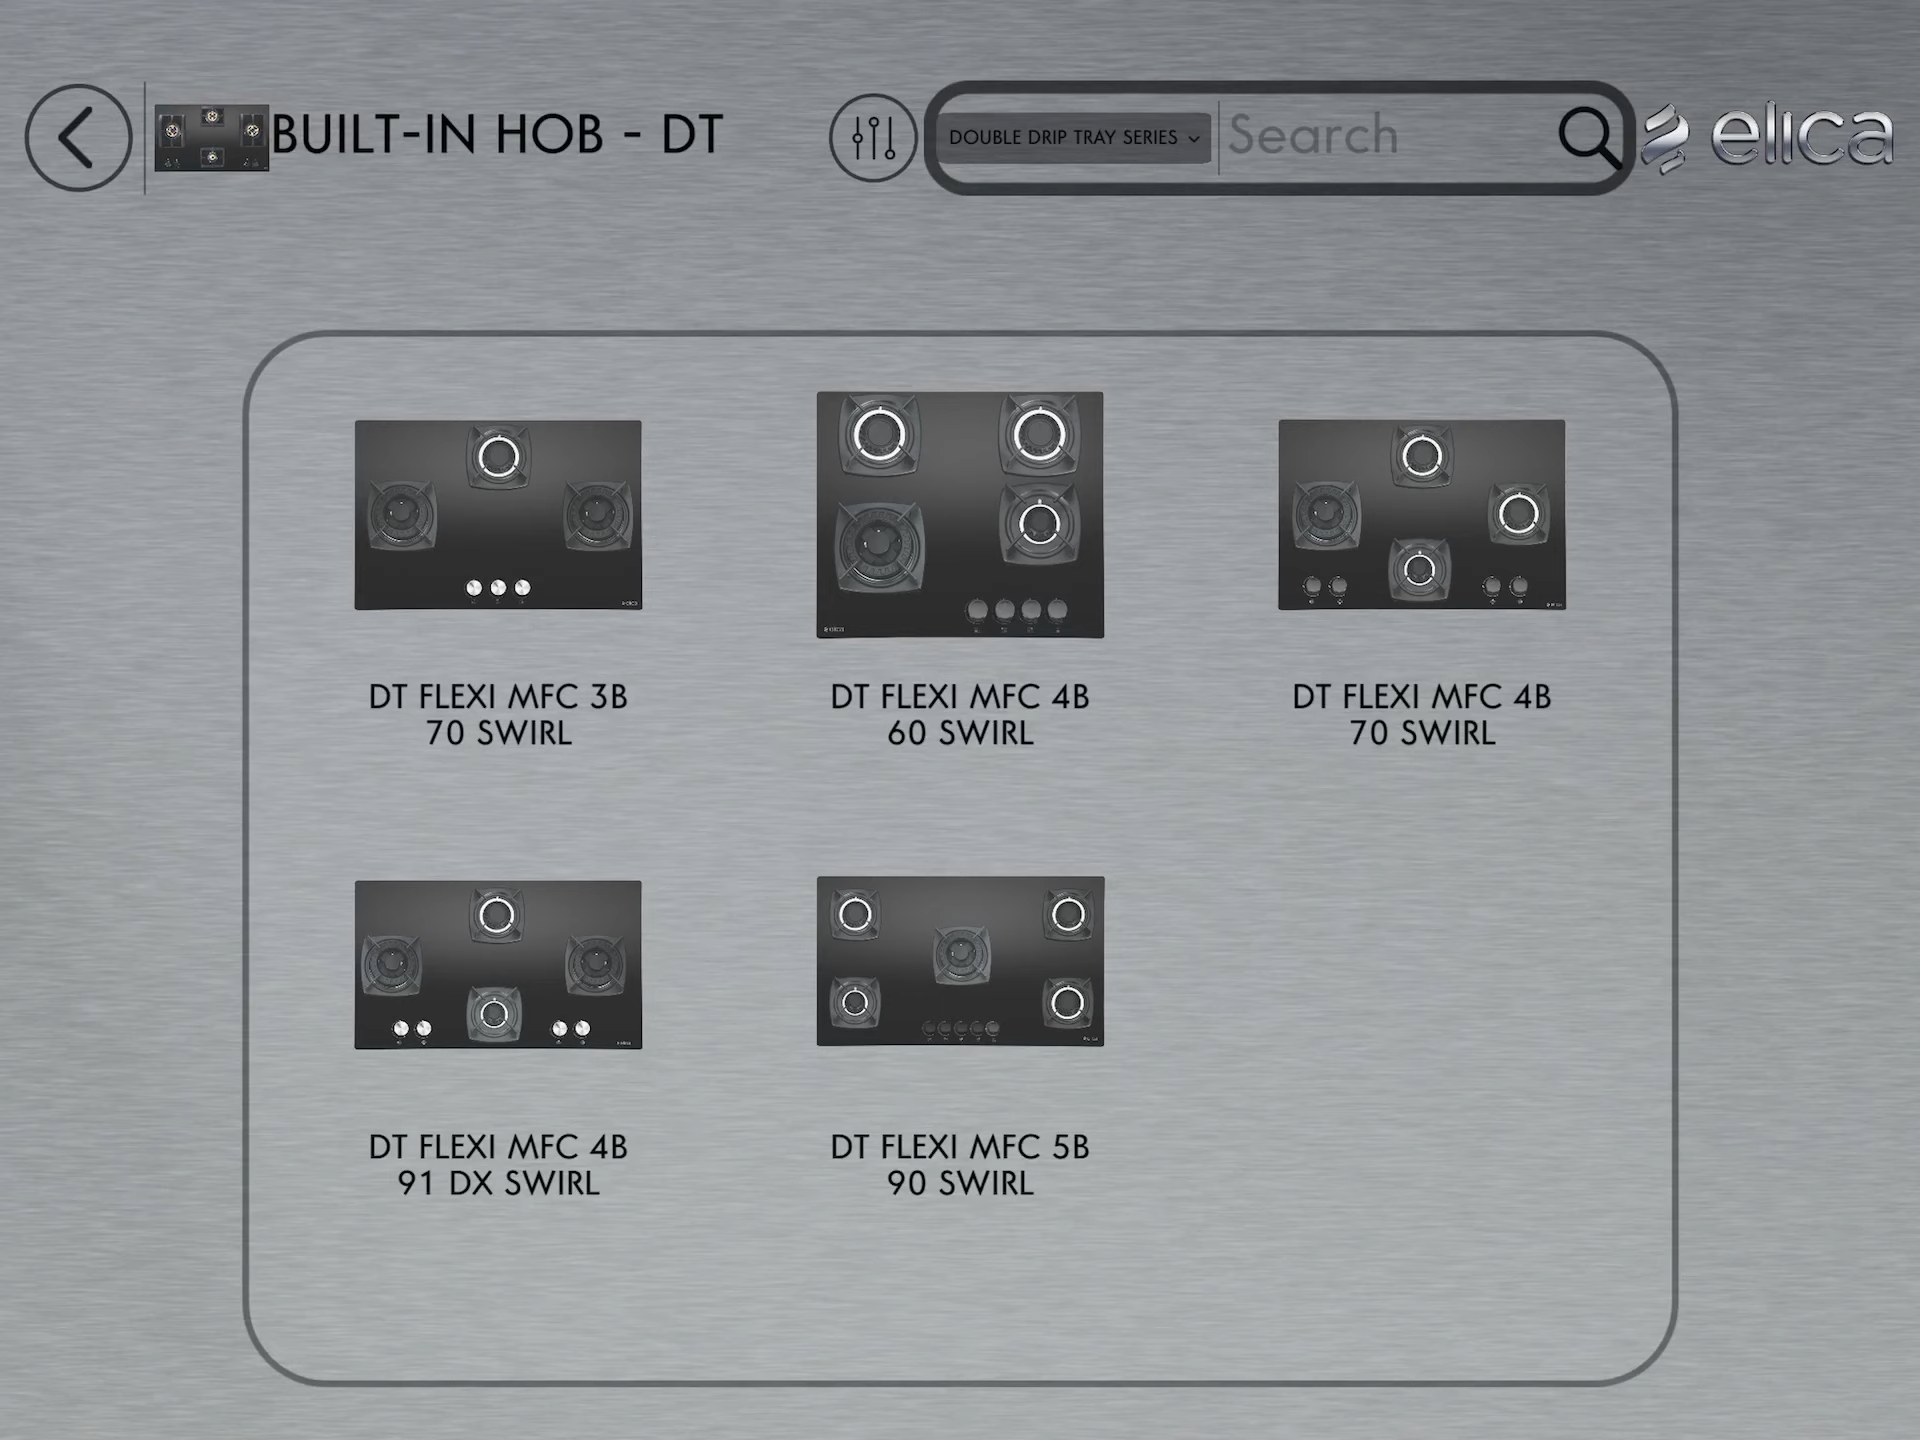 BUILT-IN HOB - DT
DOUBLE DRIP TRAY SERIES
Search
elica
DT FLEXI MFC 3B
70 SWIRL
DT FLEXI MFC 4B
60 SWIRL
DT FLEXI MFC 4B
70 SWIRL
DT FLEXI MFC 4B
91 DX SWIRL
DT FLEXI MFC 5B
90 SWIRL